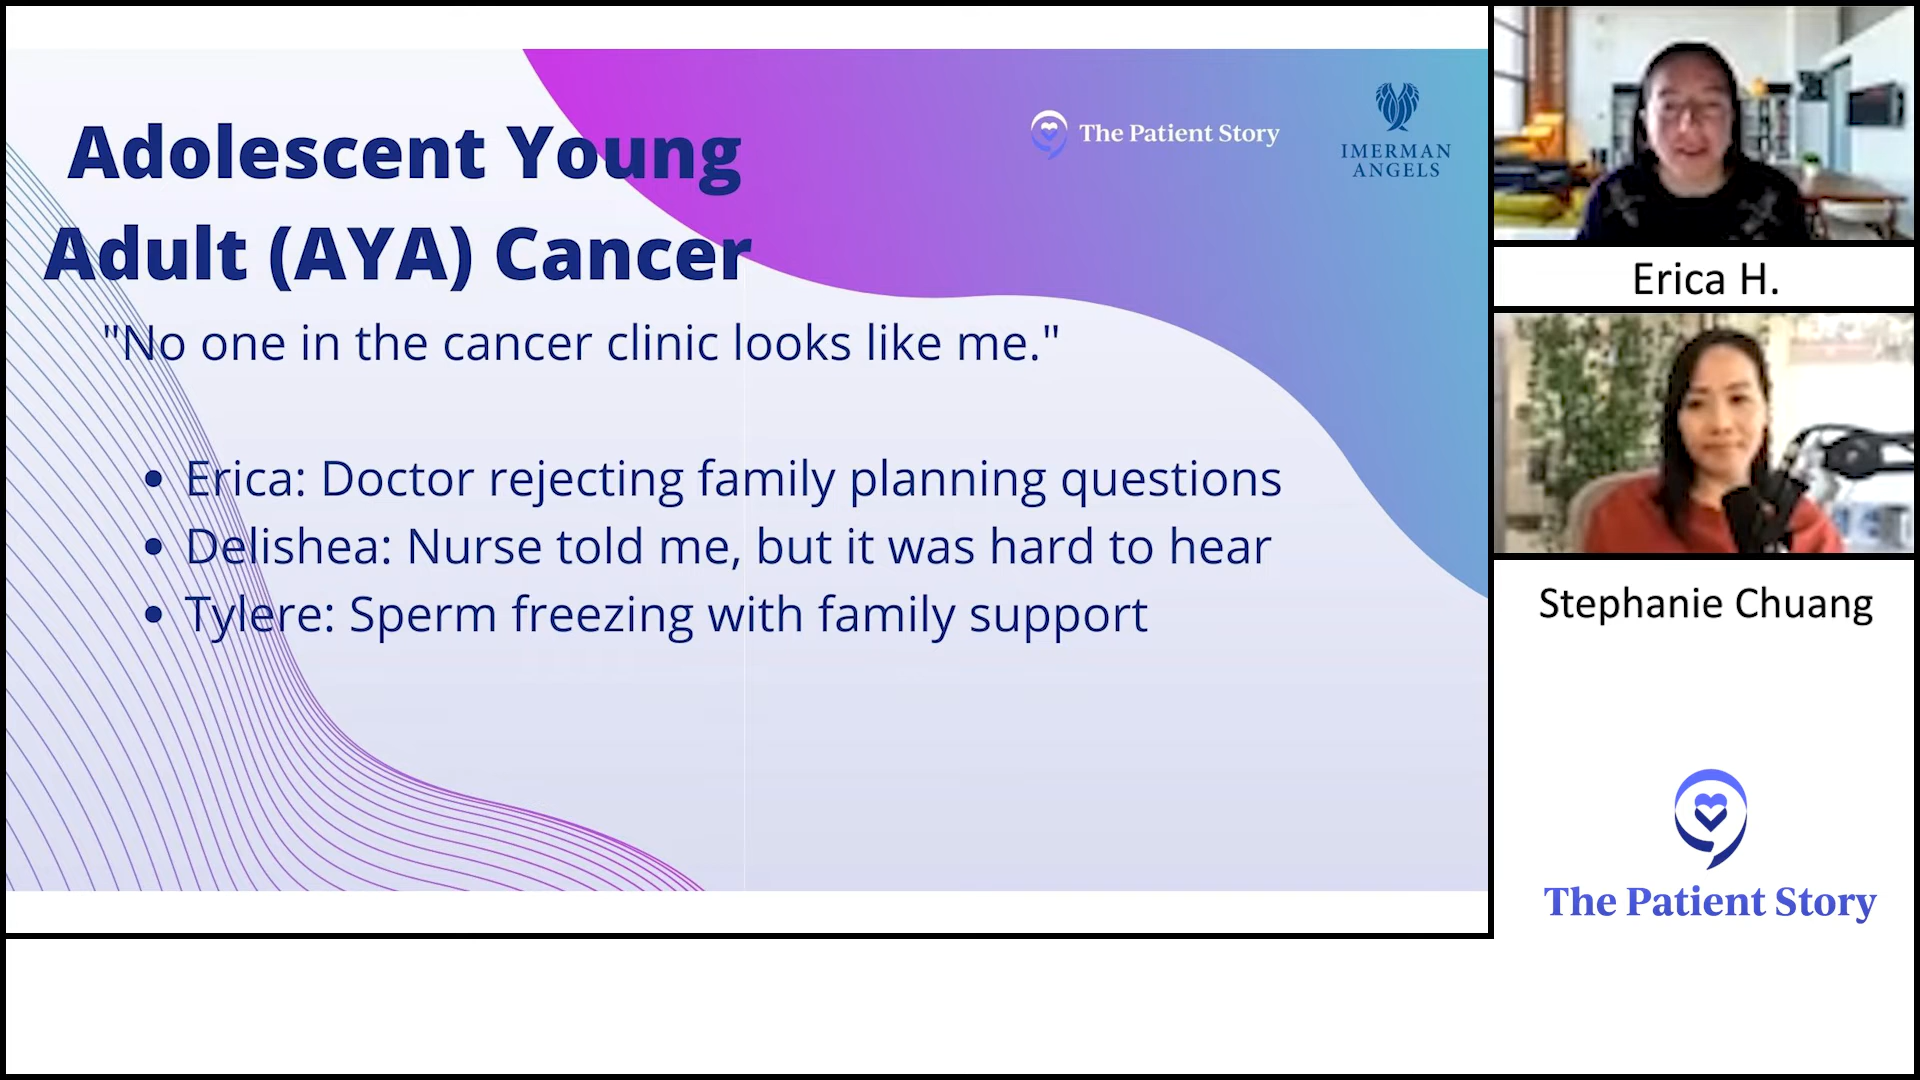 Adolescent Young
Adult (AYA) Cancer
"No one in the cancer clinic looks like me."
• Erica: Doctor rejecting family planning questions
• Delishea: Nurse told me, but it was hard to hear
• Tylere: Sperm freezing with family support
The Patient Story
IMERMAN
ANGELS
Erica H.
Stephanie Chuang
The Patient Story